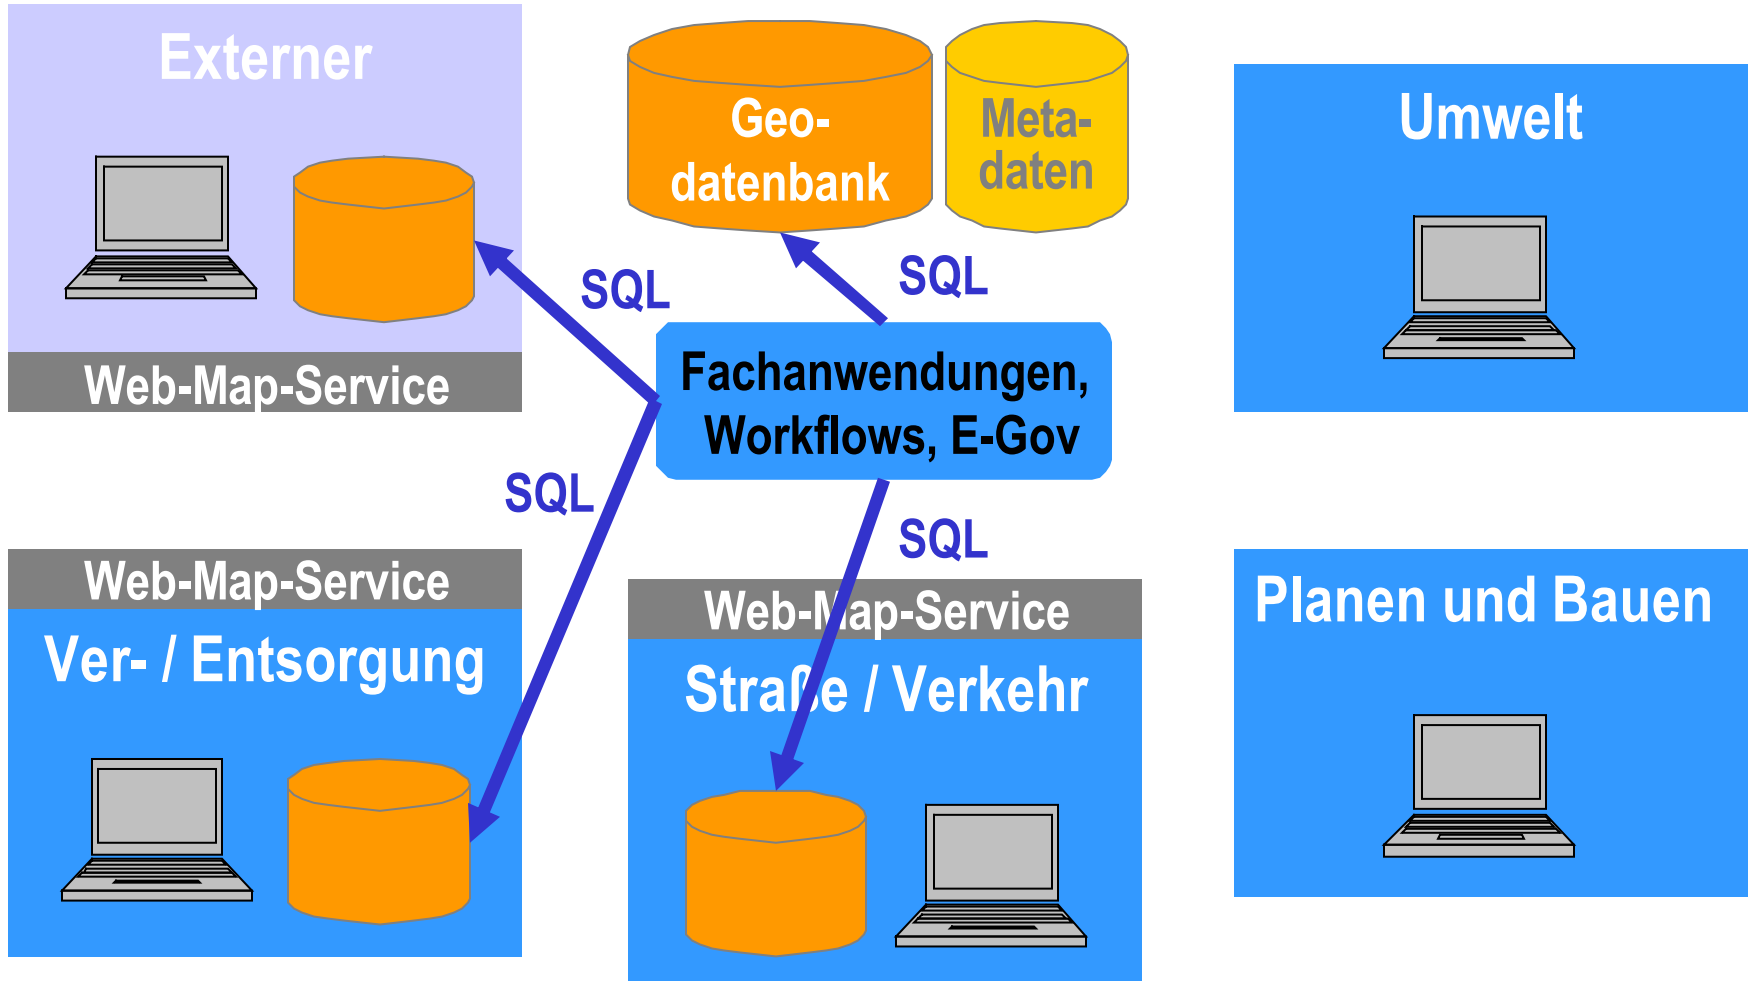 Externer
Web-Map-Service
Geo-
datenbank
Meta-
daten
Umwelt
SQL
SQL
Fachanwendungen,
Workflows, E-Gov
SQL
SQL
Web-Map-Service
Ver- / Entsorgung
Web-Map-Service
Straße / Verkehr
Planen und Bauen